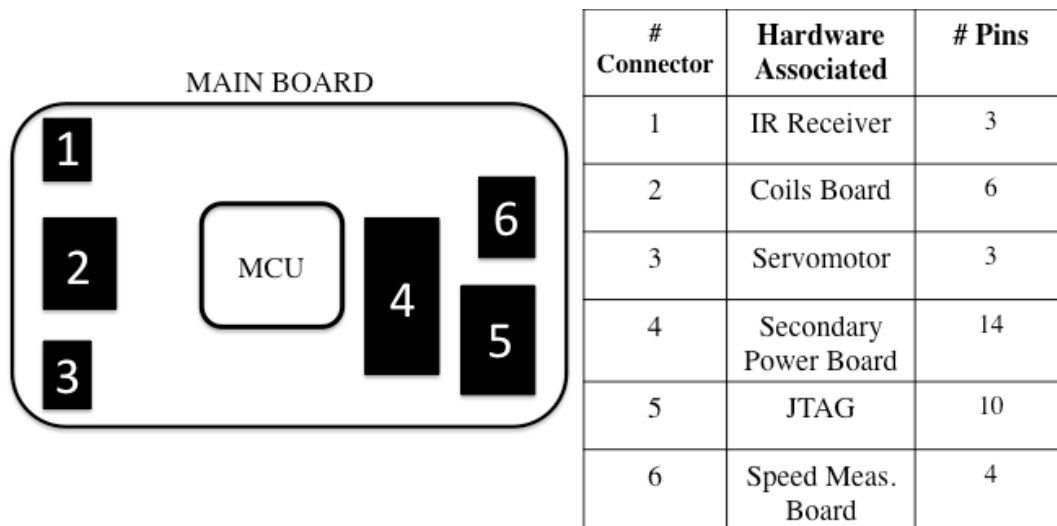 MAIN BOARD
1
2
3
MCU
4
6
5
# Connector	Hardware Associated	# Pins
1	IR Receiver	3
2	Coils Board	6
3	Servomotor	3
4	Secondary Power Board	14
5	JTAG	10
6	Speed Meas. Board	4